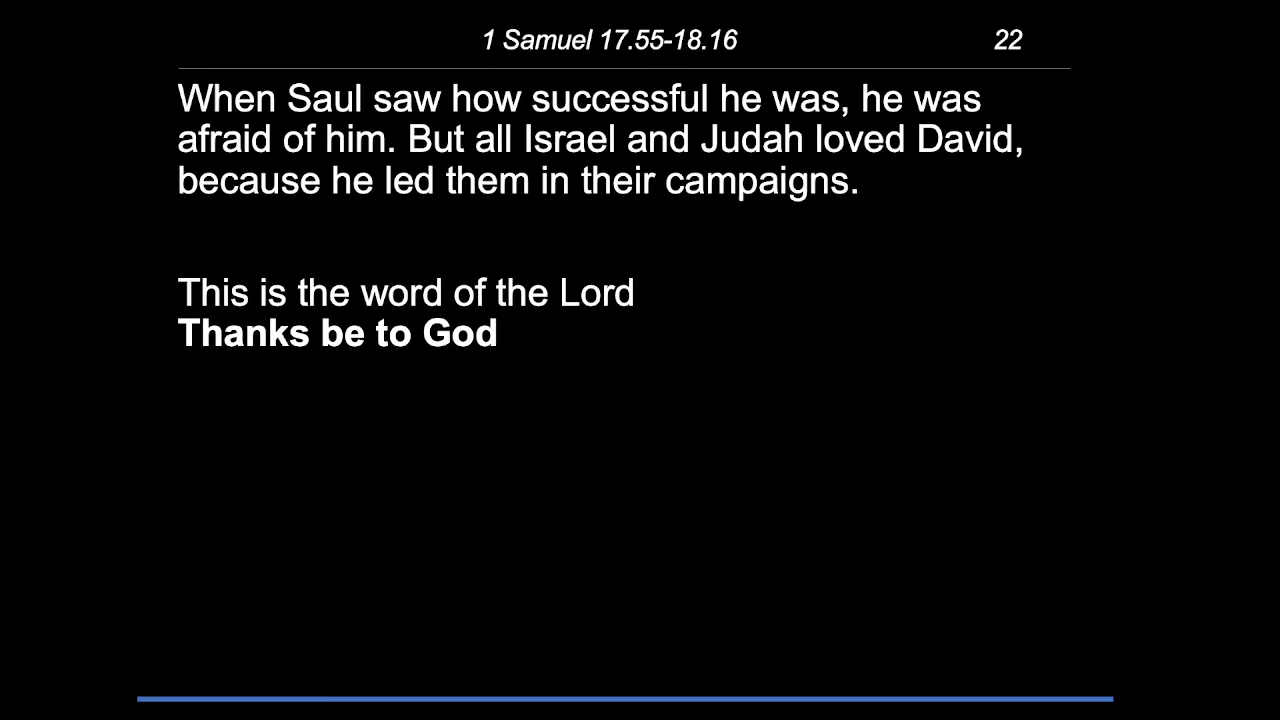 1 Samuel 17.55-18.16 22
When Saul saw how successful he was, he was
afraid of him. But all Israel and Judah loved David,
because he led them in their campaigns.
This is the word of the Lord
Thanks be to God